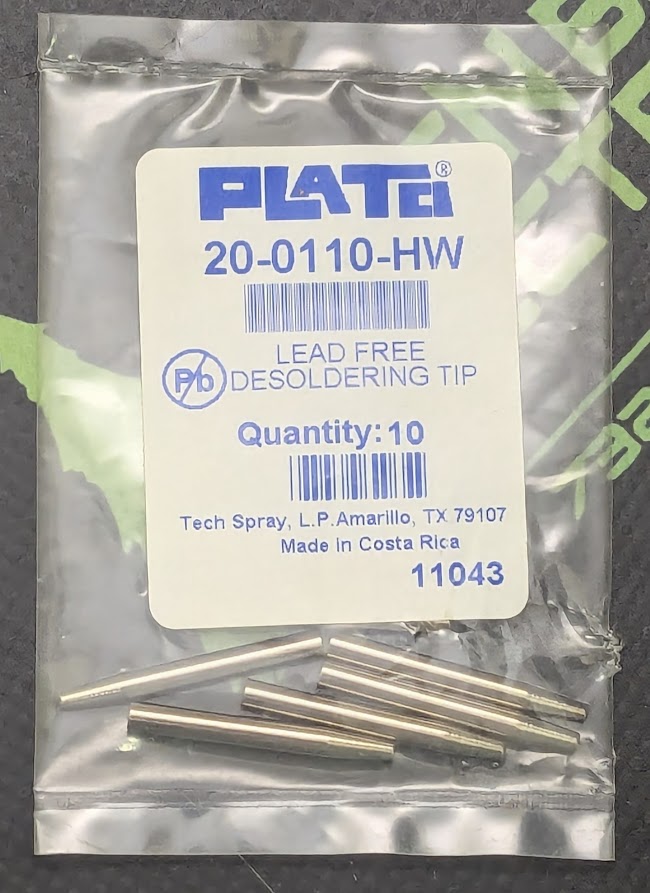 PLATO®
20-0110-HW
Pb
LEAD FREE
DESOLDERING TIP
Quantity: 10
Tech Spray, L.P. Amarillo, TX 79107
Made in Costa Rica
11043